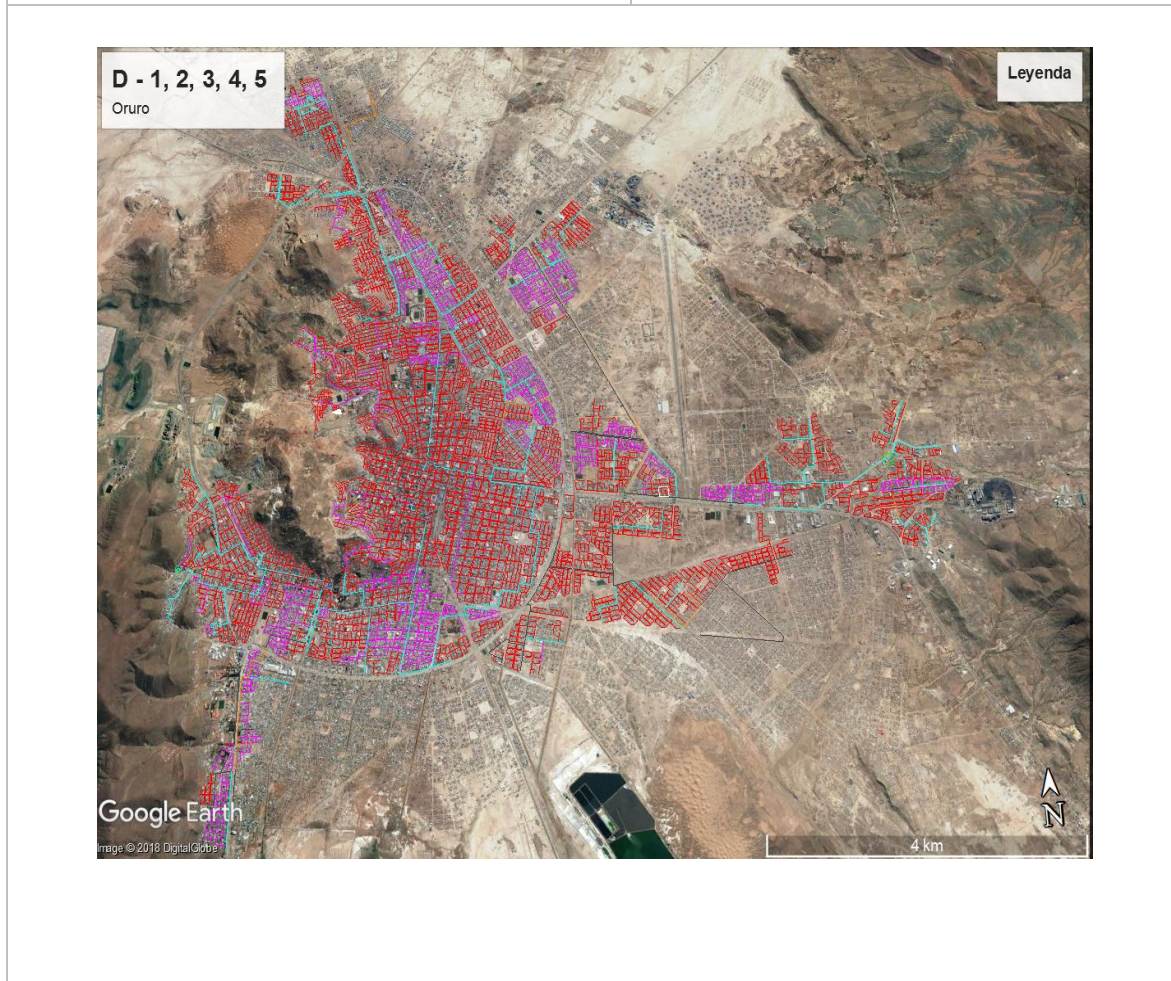 D - 1, 2, 3, 4, 5
Oruro
Leyenda
N
Google Earth
Image © 2018 DigitalGlobe
4 km